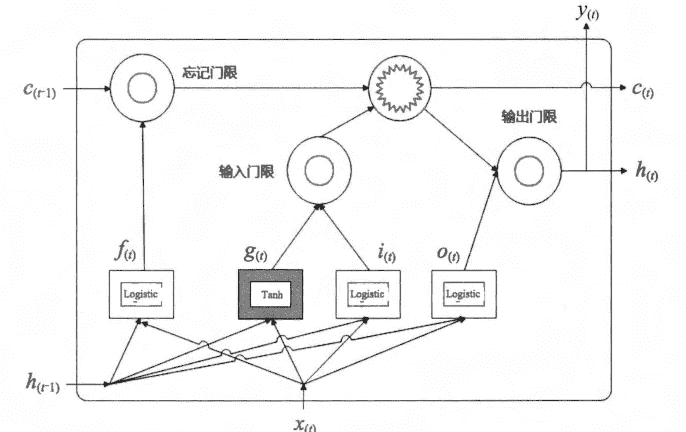 y(t)
c(t-1)
忘记门限
c(t)
输出门限
输入门限
h(t)
f(t)
g(t)
i(t)
o(t)
Logistic
Tanh
Logistic
Logistic
h(t-1)
x(t)